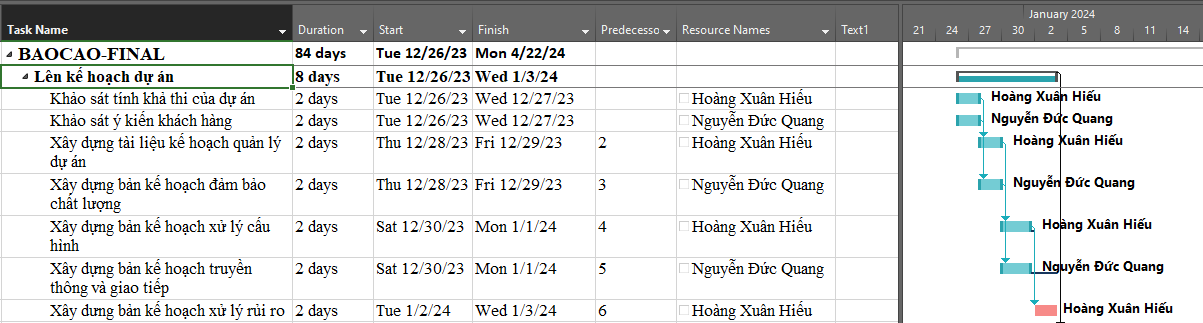 January 2024
Task Name Duration Start Finish Predecesso Resource Names Text1 21 24 27 30 2 5 8 11 14
BAOCAO-FINAL 84 days Tue 12/26/23 Mon 4/22/24
Lên kế hoạch dự án 8 days Tue 12/26/23 Wed 1/3/24
Khảo sát tính khả thi của dự án 2 days Tue 12/26/23 Wed 12/27/23 Hoàng Xuân Hiếu Hoàng Xuân Hiếu
Khảo sát ý kiến khách hàng 2 days Tue 12/26/23 Wed 12/27/23 Nguyễn Đức Quang Nguyễn Đức Quang
Xây dựng tài liệu kế hoạch quản lý 2 days Thu 12/28/23 Fri 12/29/23 2 Hoàng Xuân Hiếu Hoàng Xuân Hiếu
dự án
Xây dựng bản kế hoạch đảm bảo 2 days Thu 12/28/23 Fri 12/29/23 3 Nguyễn Đức Quang Nguyễn Đức Quang
chất lượng
Xây dựng bản kế hoạch xử lý cấu 2 days Sat 12/30/23 Mon 1/1/24 4 Hoàng Xuân Hiếu Hoàng Xuân Hiếu
hình
Xây dựng bản kế hoạch truyền 2 days Sat 12/30/23 Mon 1/1/24 5 Nguyễn Đức Quang Nguyễn Đức Quang
thông và giao tiếp
Xây dựng bản kế hoạch xử lý rủi ro 2 days Tue 1/2/24 Wed 1/3/24 6 Hoàng Xuân Hiếu Hoàng Xuân Hiếu